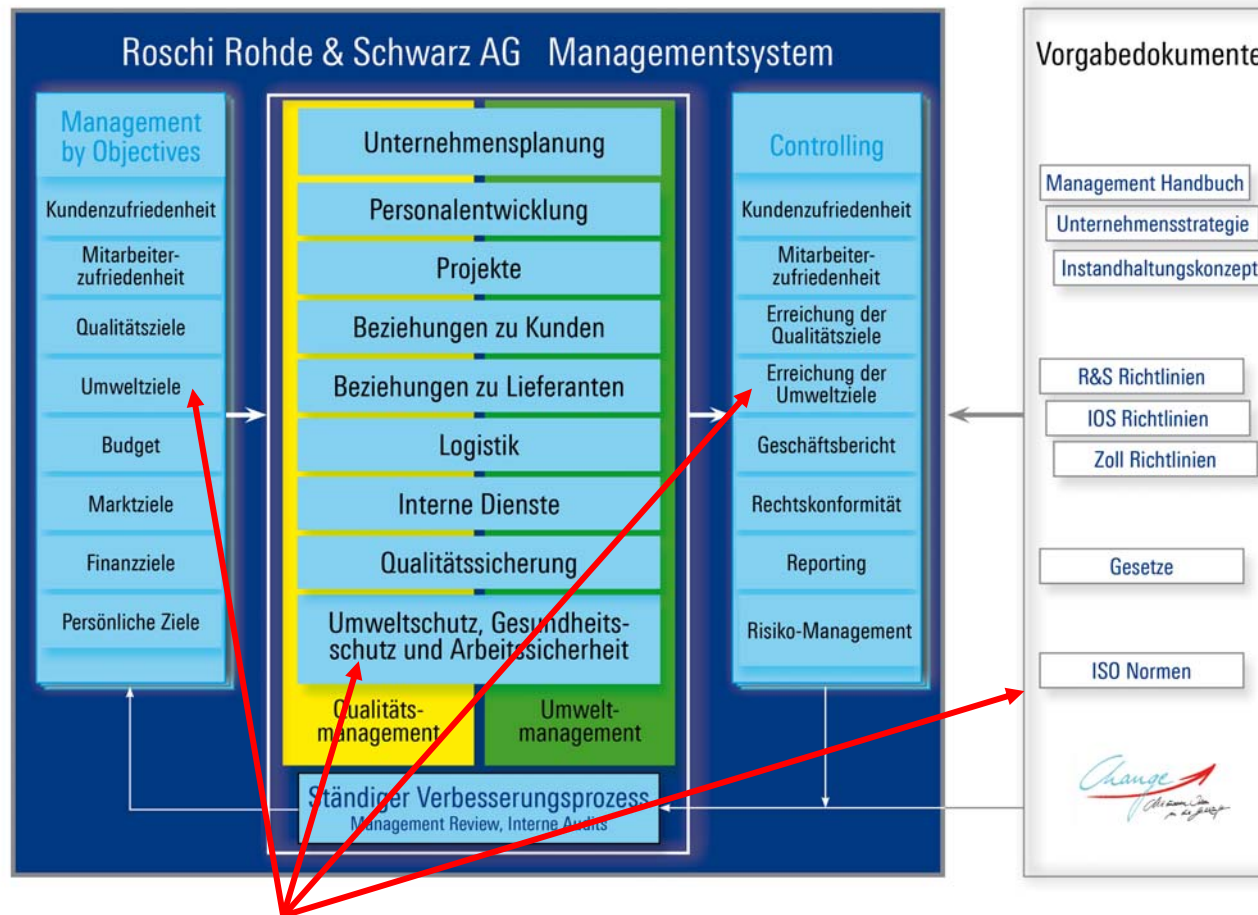 Roschi Rohde & Schwarz AG Managementsystem
Management
by Objectives
Kundenzufriedenheit
Mitarbeiter-
zufriedenheit
Qualitätsziele
Umweltziele
Budget
Marktziele
Finanzziele
Persönliche Ziele
Unternehmensplanung
Personalentwicklung
Projekte
Beziehungen zu Kunden
Beziehungen zu Lieferanten
Logistik
Interne Dienste
Qualitätssicherung
Umweltschutz, Gesundheits-
schutz und Arbeitssicherheit
Qualitäts-
management
Umwelt-
management
Ständiger Verbesserungsprozess
Management Review, Interne Audits
Controlling
Kundenzufriedenheit
Mitarbeiter-
zufriedenheit
Erreichung der
Qualitätsziele
Erreichung der
Umweltziele
Geschäftsbericht
Rechtskonformität
Reporting
Risiko-Management
Vorgabedokumente
Management Handbuch
Unternehmensstrategie
Instandhaltungskonzept
R&S Richtlinien
IOS Richtlinien
Zoll Richtlinien
Gesetze
ISO Normen
Change